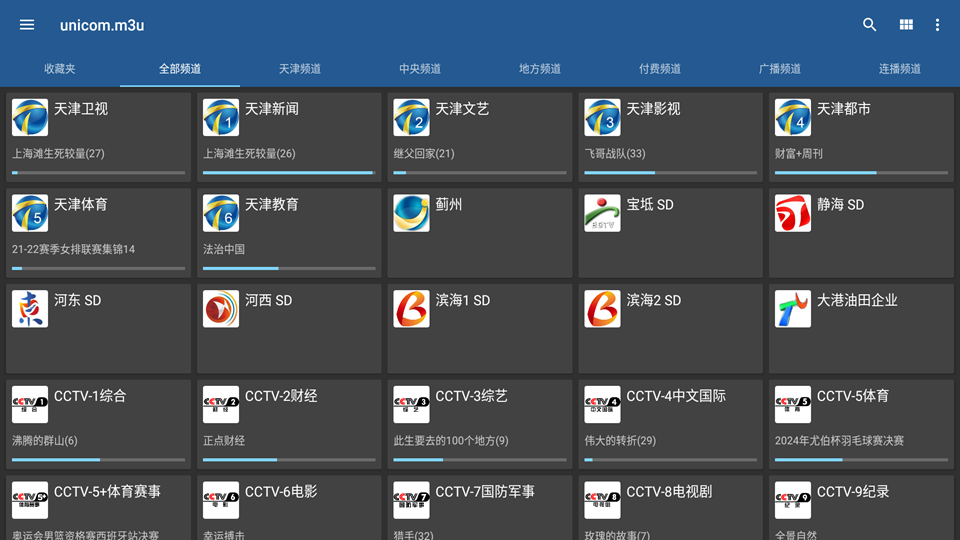 unicom.m3u
收藏夹 全部频道 天津频道 中央频道 地方频道 付费频道 广播频道 连播频道
天津卫视 1 天津新闻 2 天津文艺 3 天津影视 4 天津都市
上海滩生死较量(27) 上海滩生死较量(26) 继父回家(21) 飞哥战队(33) 财富+周刊
5 天津体育 6 天津教育 蓟州 宝坻 SD 静海 SD
21-22赛季女排联赛集锦14 法治中国
河东 SD 河西 SD 滨海1 SD 滨海2 SD 大港油田企业
CCTV-1综合 CCTV-2财经 CCTV-3综艺 CCTV-4中文国际 CCTV-5体育
沸腾的群山(6) 正点财经 此生要去的100个地方(9) 伟大的转折(29) 2024年尤伯杯羽毛球赛决赛
CCTV-5+体育赛事 CCTV-6电影 CCTV-7国防军事 CCTV-8电视剧 CCTV-9纪录
奥运会男篮资格赛西班牙站决赛 幸运搏击 猎手(32) 玫瑰的故事(7) 全景自然